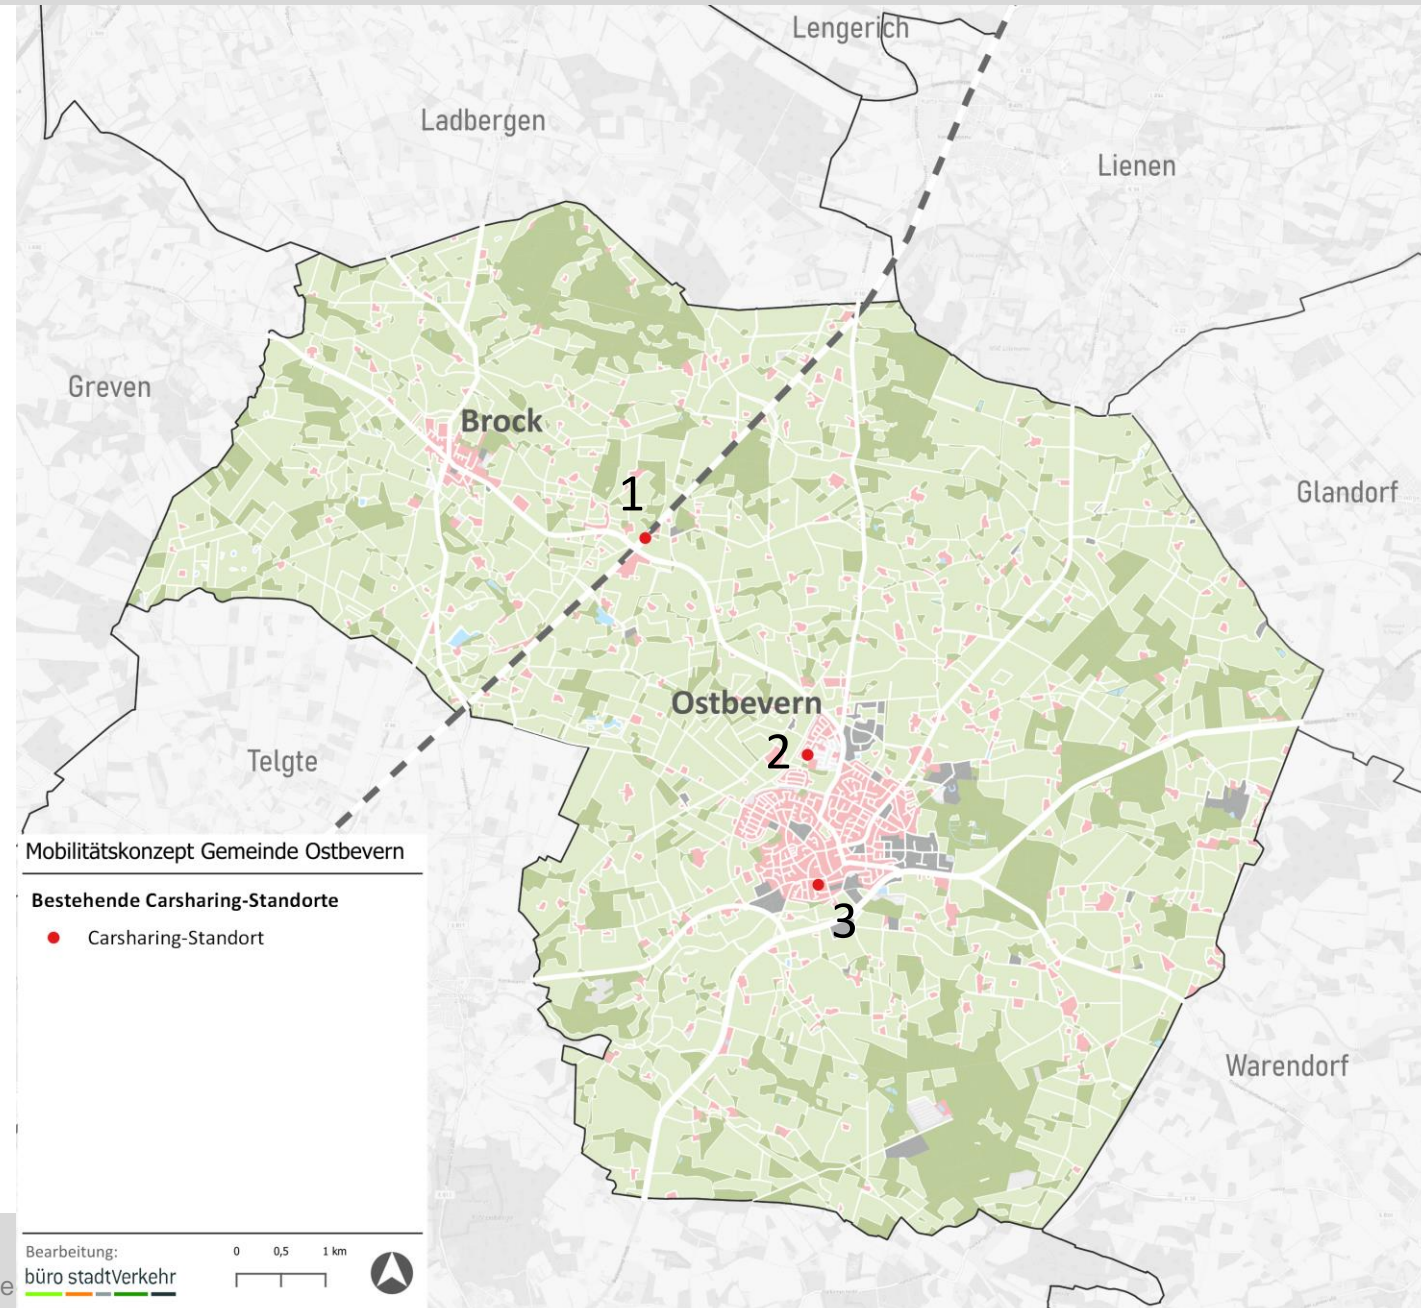 Lengerich
Ladbergen
Lienen
Greven
Brock
1
Glandorf
Ostbevern
2
Telgte
Mobilitätskonzept Gemeinde Ostbevern
Bestehende Carsharing-Standorte
Carsharing-Standort
3
Warendorf
Bearbeitung:
büro stadtVerkehr
0 0,5 1 km
e